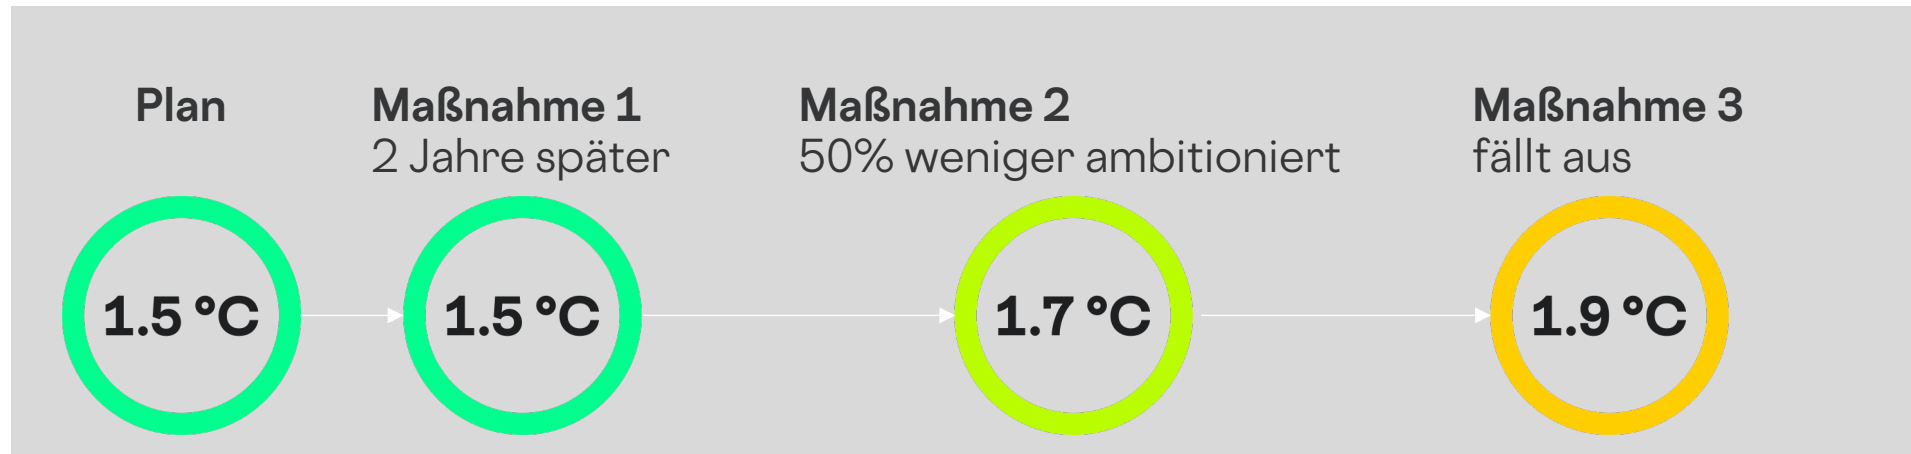 Plan
Maßnahme 1
2 Jahre später
Maßnahme 2
50% weniger ambitioniert
Maßnahme 3
fällt aus
1.5 °C
1.5 °C
1.7 °C
1.9 °C